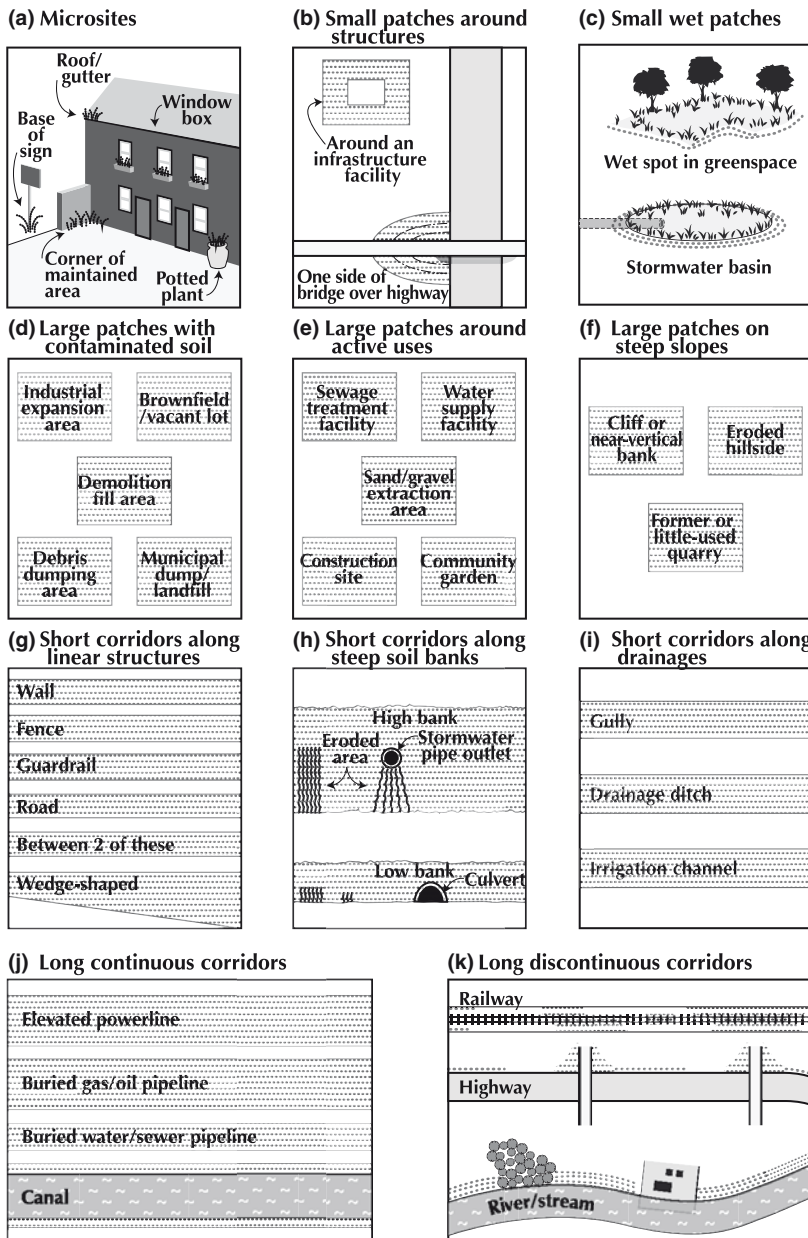 (a) Microsites
Roof/
gutter
Window
box
Base
of
sign
Corner of
maintained
area
Potted
plant
(b) Small patches around
structures
Around an
infrastructure
facility
One side of
bridge over highway
(c) Small wet patches
Wet spot in greenspace
Stormwater basin
(d) Large patches with
contaminated soil
Industrial
expansion
area
Brownfield
/vacant lot
Demolition
fill area
Debris
dumping
area
Municipal
dump/
landfill
(e) Large patches around
active uses
Sewage
treatment
facility
Water
supply
facility
Sand/gravel
extraction
area
Construction
site
Community
garden
(f) Large patches on
steep slopes
Cliff or
near-vertical
bank
Eroded
hillside
Former or
little-used
quarry
(g) Short corridors along
linear structures
Wall
Fence
Guardrail
Road
Between 2 of these
Wedge-shaped
(h) Short corridors along
steep soil banks
High bank
Eroded
area
Stormwater
pipe outlet
Low bank
Culvert
(i) Short corridors along
drainages
Gully
Drainage ditch
Irrigation channel
(j) Long continuous corridors
Elevated powerline
Buried gas/oil pipeline
Buried water/sewer pipeline
Canal
(k) Long discontinuous corridors
Railway
Highway
River/stream